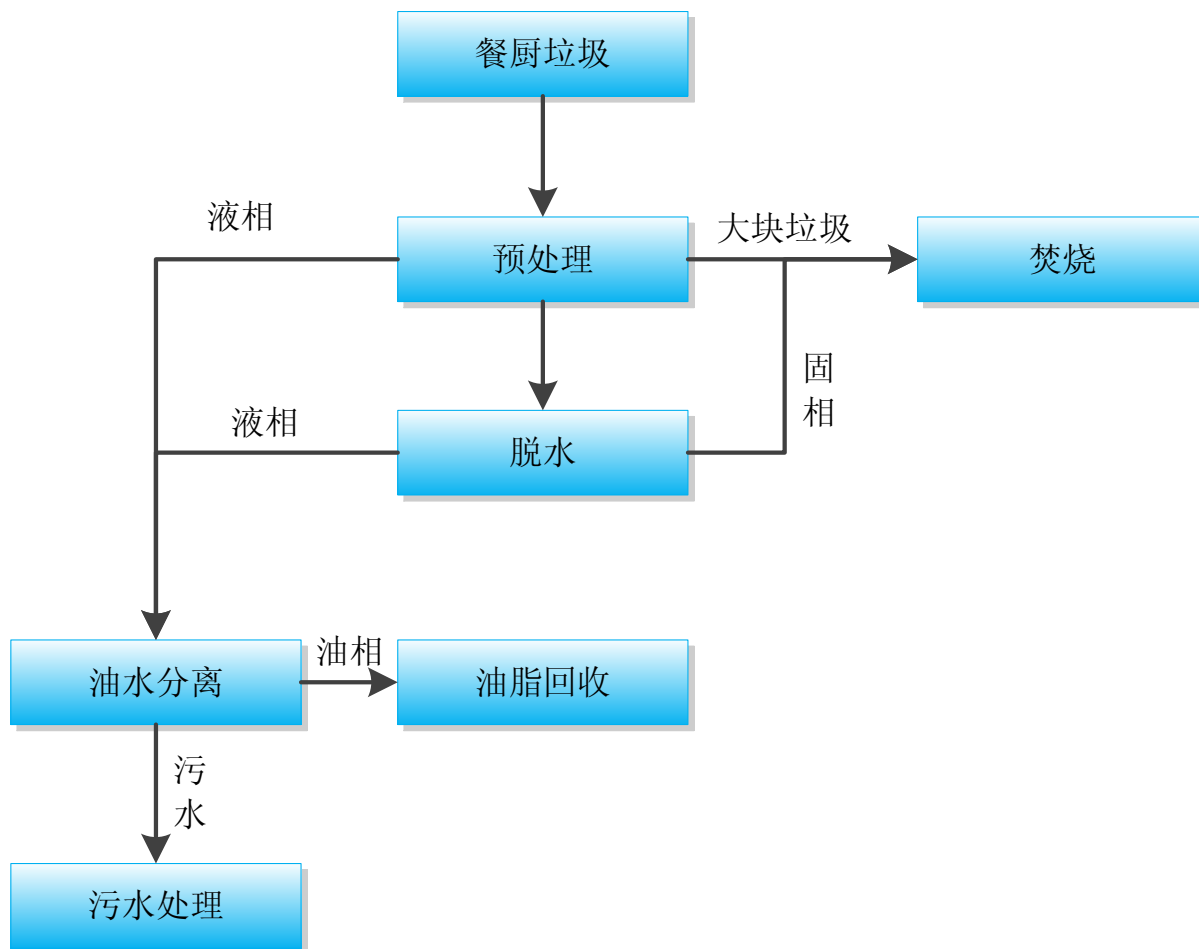 餐厨垃圾
液相
预处理
大块垃圾
焚烧
固
相
液相
脱水
油水分离
油相
油脂回收
污
水
污水处理